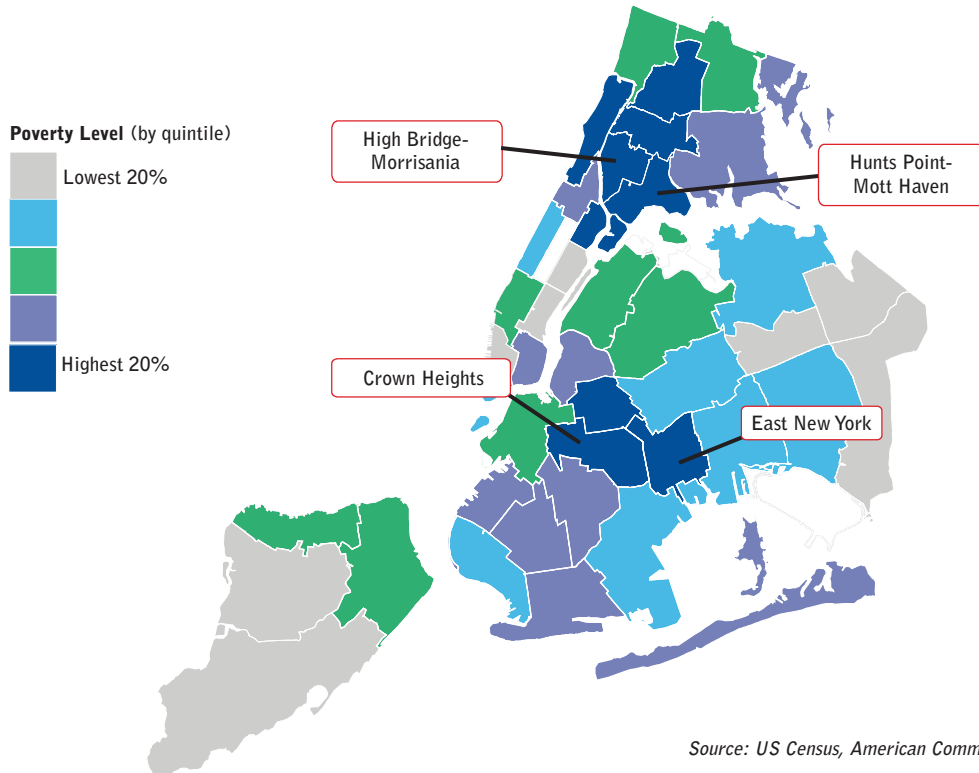 Poverty Level (by quintile)
Lowest 20%
Highest 20%
High Bridge-
Morrisania
Hunts Point-
Mott Haven
Crown Heights
East New York
Source: US Census, American Comm